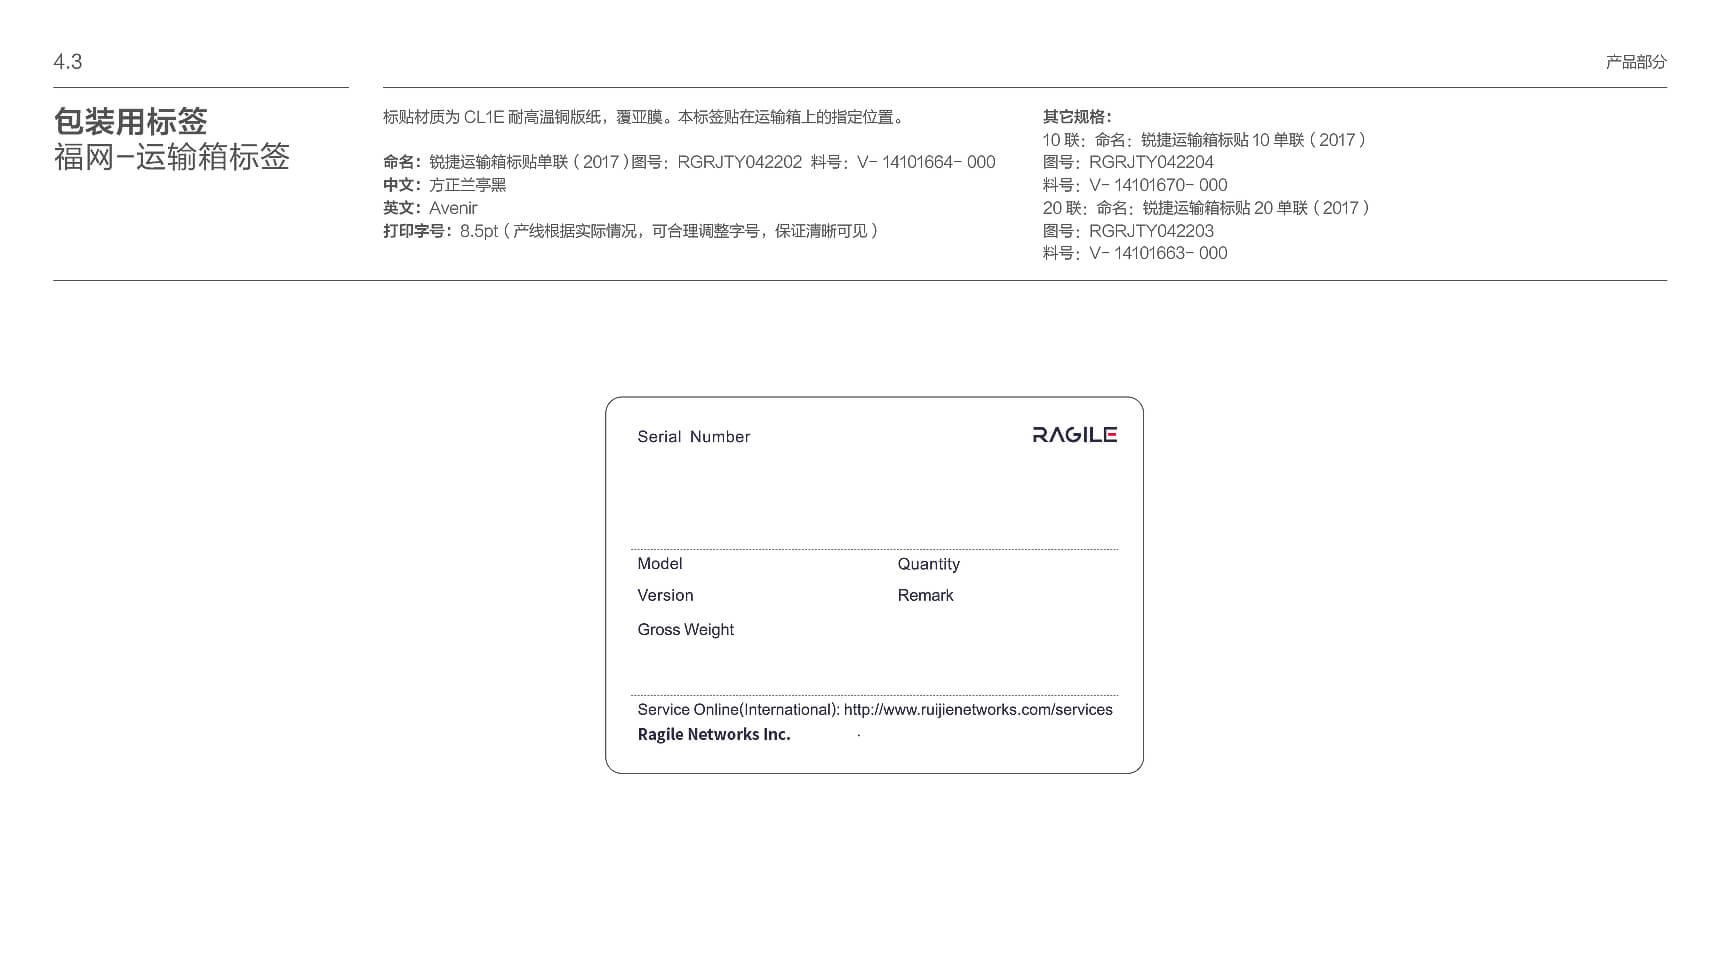 4.3
产品部分
包装用标签
福网-运输箱标签
标贴材质为 CL1E 耐高温铜版纸，覆亚膜。本标签贴在运输箱上的指定位置。
命名：锐捷运输箱标贴单联（2017）图号：RGRJTY042202 料号：V- 14101664- 000
中文：方正兰亭黑
英文：Avenir
打印字号：8.5pt（产线根据实际情况，可合理调整字号，保证清晰可见）
其它规格：
10 联：命名：锐捷运输箱标贴 10 单联（2017）
图号：RGRJTY042204
料号：V- 14101670- 000
20 联：命名：锐捷运输箱标贴 20 单联（2017）
图号：RGRJTY042203
料号：V- 14101663- 000
Serial Number
RAGILE
Model
Quantity
Version
Remark
Gross Weight
Service Online(International): http://www.ruijienetworks.com/services
Ragile Networks Inc.